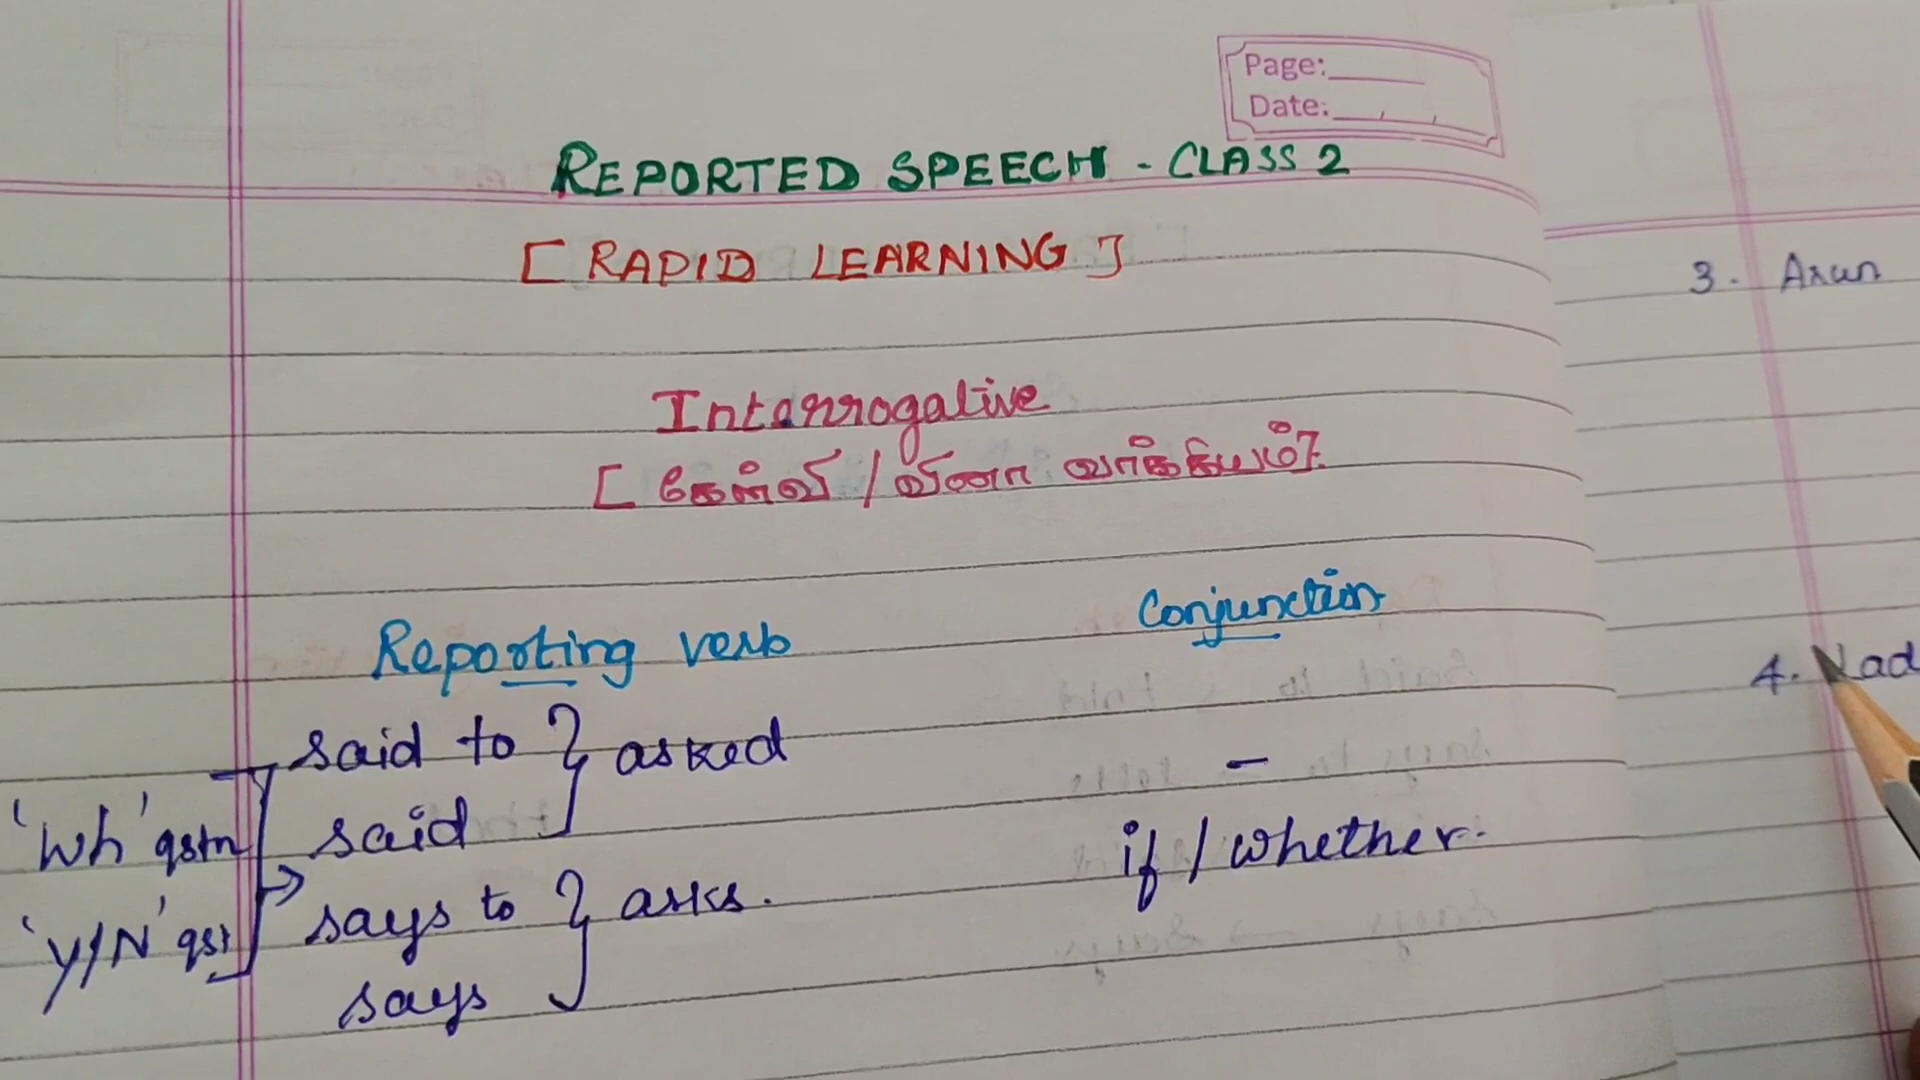 Page:
Date:
REPORTED SPEECH - CLASS 2
[ RAPID LEARNING ]
Interrogative
[ கேள்வி / வினா வாக்கியம் ]
Reporting verb
Conjunction
said to } asked
-
'Wh' qstn
said
if / whether.
'Y/N' qst
says to } asks.
says
3. Arun
4.